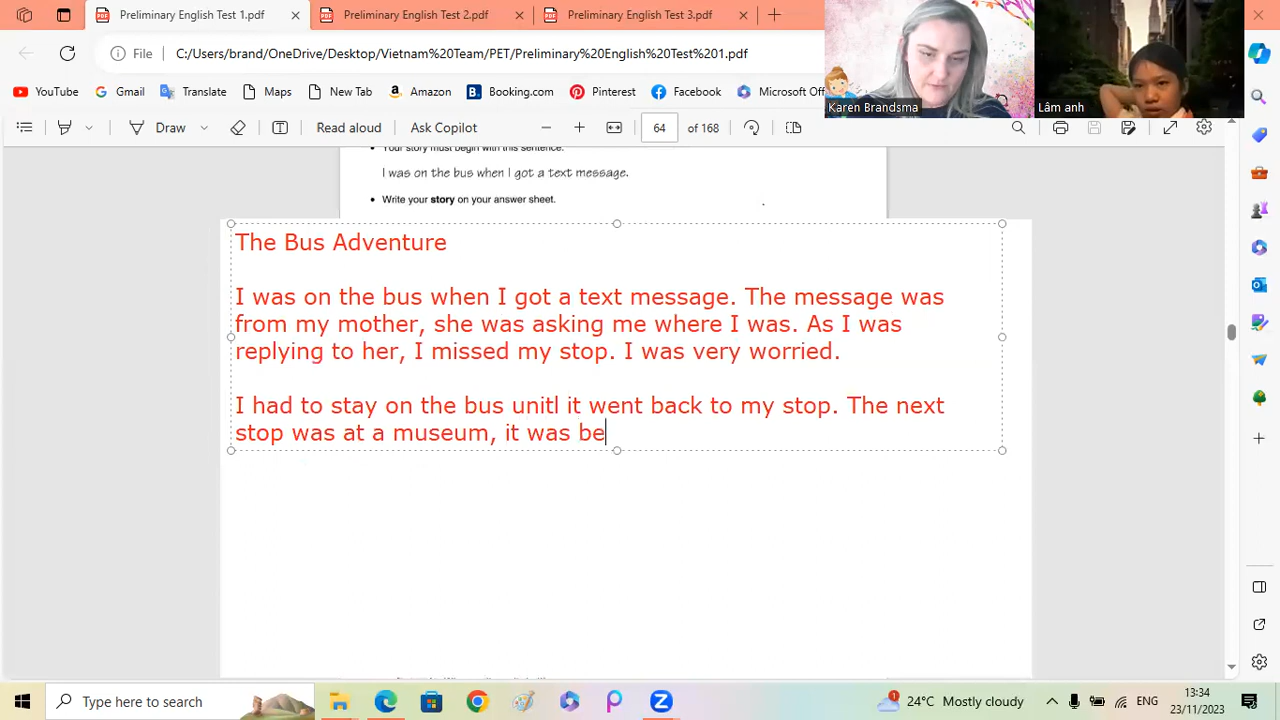 Preliminary English Test 1.pdf
Preliminary English Test 2.pdf
Preliminary English Test 3.pdf
File
C:/Users/brand/OneDrive/Desktop/Vietnam%20Team/PET/Preliminary%20English%20Test%201.pdf
YouTube
Gmail
Translate
Maps
New Tab
Amazon
Booking.com
Pinterest
Facebook
Microsoft Off
Karen Brandsma
Lâm anh
Draw
Read aloud
Ask Copilot
64 of 168
Your story must begin with this sentence:
I was on the bus when I got a text message.
Write your story on your answer sheet.
The Bus Adventure
I was on the bus when I got a text message. The message was
from my mother, she was asking me where I was. As I was
replying to her, I missed my stop. I was very worried.
I had to stay on the bus unitl it went back to my stop. The next
stop was at a museum, it was be
Type here to search
1
24°C Mostly cloudy
ENG
13:34
23/11/2023